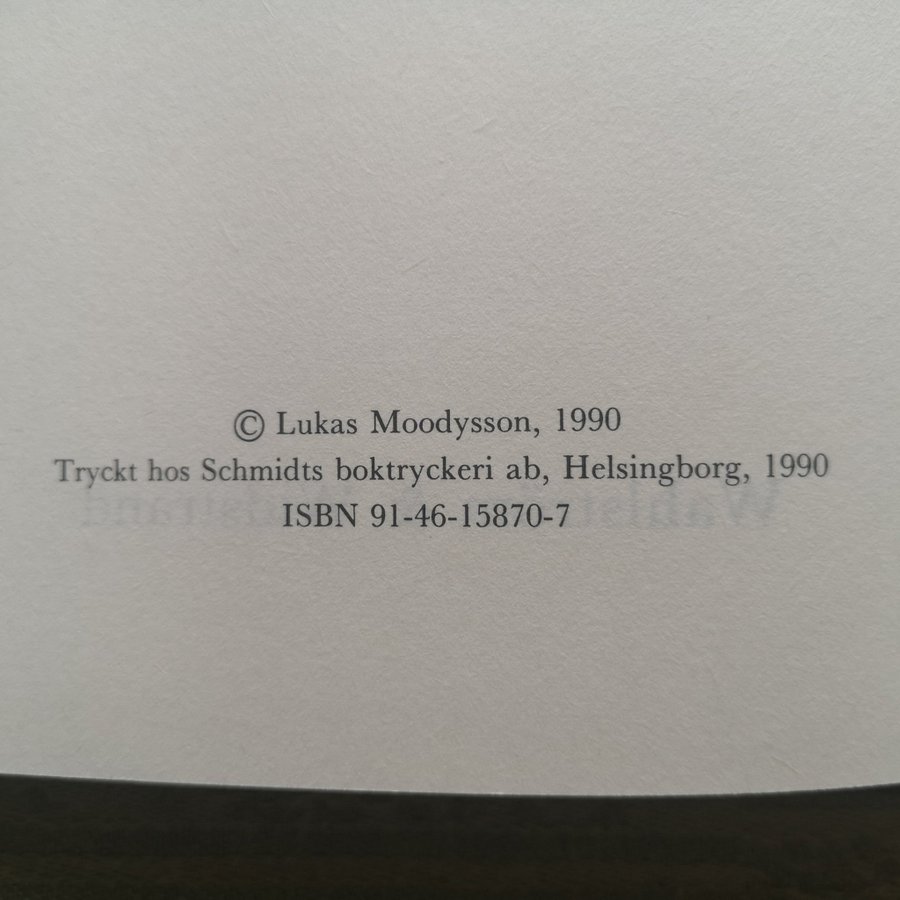 © Lukas Moodysson, 1990
Tryckt hos Schmidts boktryckeri ab, Helsingborg, 1990
ISBN 91-46-15870-7